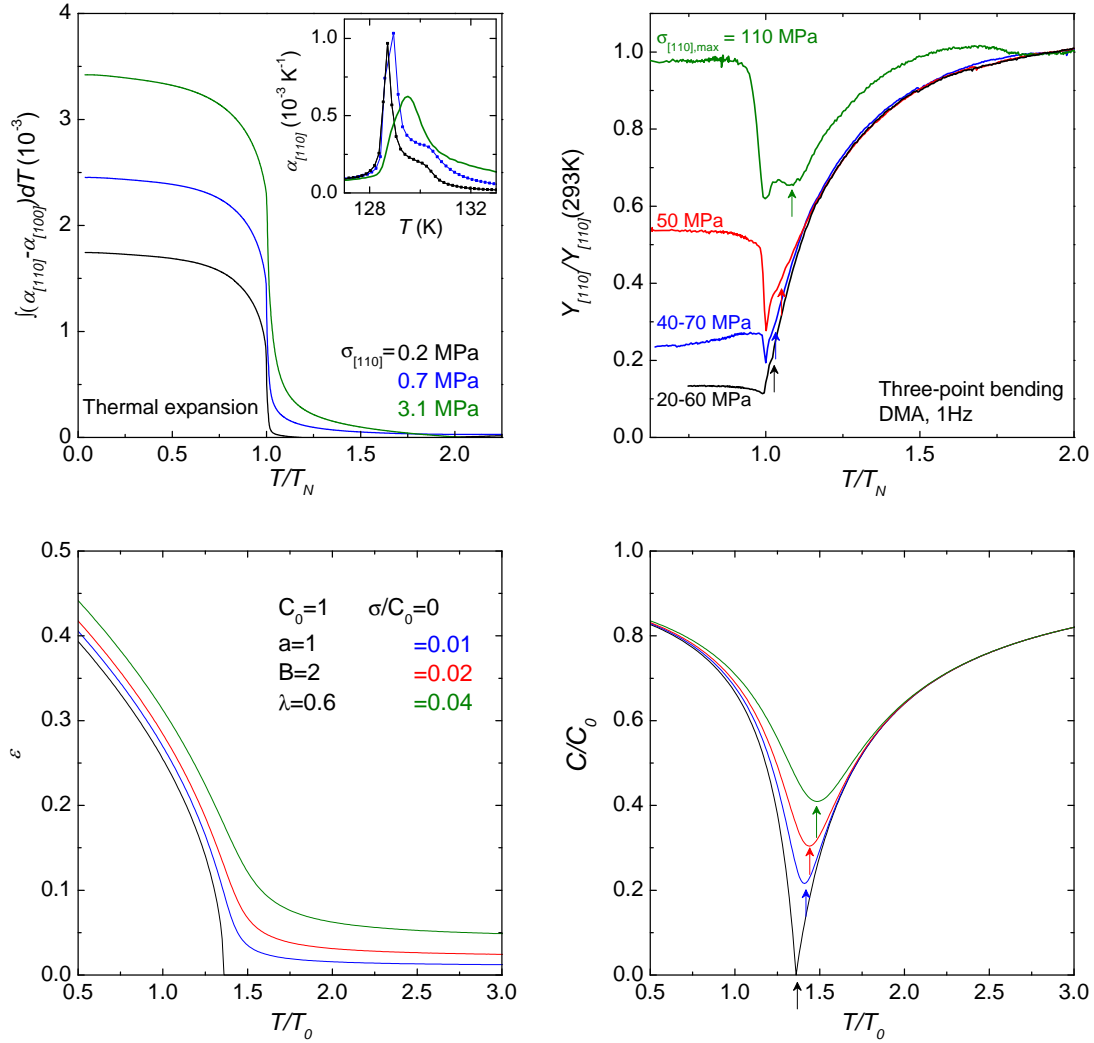 ∫(α[110]-α[100])dT (10-3)
4
3
2
1
0
0.0 0.5 1.0 1.5 2.0
T/TN
Thermal expansion
σ[110]= 0.2 MPa
0.7 MPa
3.1 MPa
α[110] (10-3 K-1)
1.0
0.5
0.0
128 132
T (K)
Y[110]/Y[110](293K)
1.0
0.8
0.6
0.4
0.2
0.0
1.0 1.5 2.0
T/TN
σ[110],max = 110 MPa
50 MPa
40-70 MPa
20-60 MPa
Three-point bending
DMA, 1Hz
ε
0.5
0.4
0.3
0.2
0.1
0.0
0.5 1.0 1.5 2.0 2.5 3.0
T/T0
C0=1 σ/C0=0
a=1 =0.01
B=2 =0.02
λ=0.6 =0.04
C/C0
1.0
0.8
0.6
0.4
0.2
0.0
0.5 1.0 1.5 2.0 2.5 3.0
T/T0